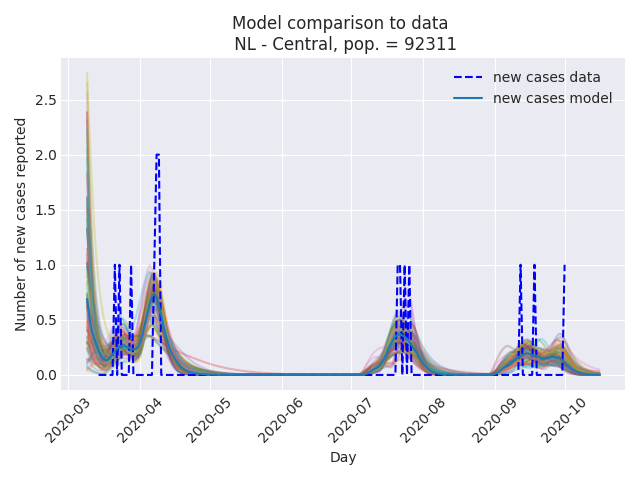 Model comparison to data
NL - Central, pop. = 92311
new cases data
new cases model
Number of new cases reported
2.5
2.0
1.5
1.0
0.5
0.0
2020-03
2020-04
2020-05
2020-06
2020-07
2020-08
2020-09
2020-10
Day